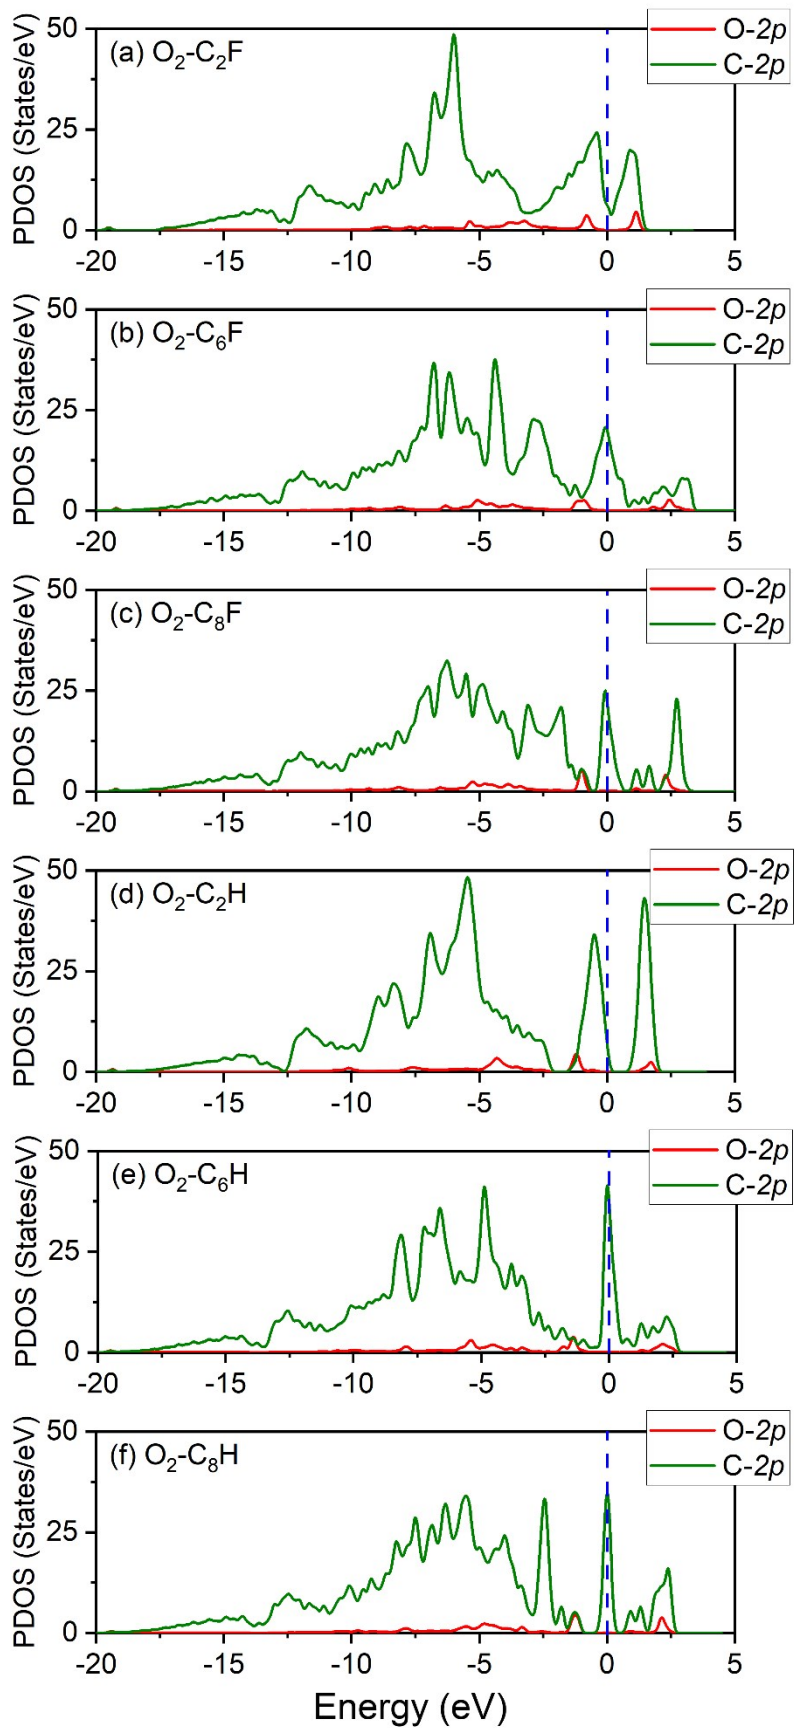 (a) O₂-C₂F
O-2p
C-2p
PDOS (States/eV)
50
25
0
-20 -15 -10 -5 0 5
(b) O₂-C₆F
O-2p
C-2p
PDOS (States/eV)
50
25
0
-20 -15 -10 -5 0 5
(c) O₂-C₈F
O-2p
C-2p
PDOS (States/eV)
50
25
0
-20 -15 -10 -5 0 5
(d) O₂-C₂H
O-2p
C-2p
PDOS (States/eV)
50
25
0
-20 -15 -10 -5 0 5
(e) O₂-C₆H
O-2p
C-2p
PDOS (States/eV)
50
25
0
-20 -15 -10 -5 0 5
(f) O₂-C₈H
O-2p
C-2p
PDOS (States/eV)
50
25
0
-20 -15 -10 -5 0 5
Energy (eV)